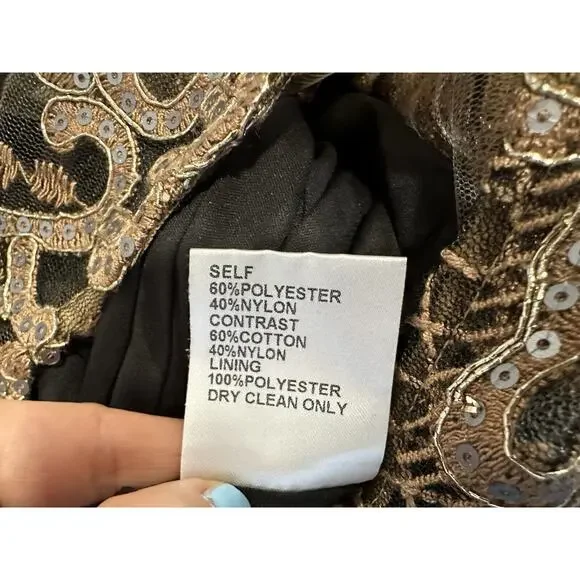 SELF
60%POLYESTER
40%NYLON
CONTRAST
60%COTTON
40%NYLON
LINING
100%POLYESTER
DRY CLEAN ONLY